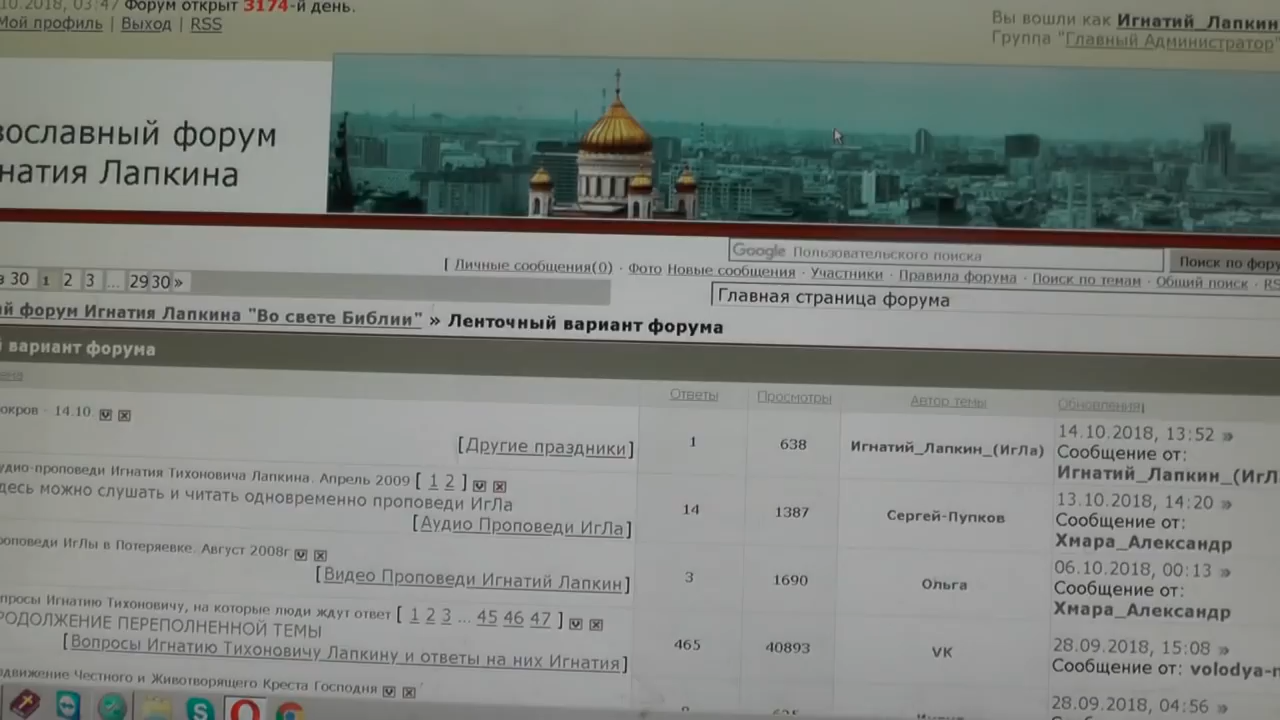 10.2018, 03:47 Форум открыт 3174-й день.
Мой профиль | Выход | RSS
Вы вошли как Игнатий_Лапкин
Группа "Главный Администратор"
вославный форум
натия Лапкина
Google Пользовательского поиска
Поиск по фору
[ Личные сообщения(0) · Фото Новые сообщения · Участники · Правила форума · Поиск по темам · Общий поиск · RS
з 30 1 2 3 ... 29 30 »
Главная страница форума
й форум Игнатия Лапкина "Во свете Библии" » Ленточный вариант форума
й вариант форума
Ответы Просмотры Автор темы Обновления
окров - 14.10.
[Другие праздники]
1 638 Игнатий_Лапкин_(ИгЛа)
14.10.2018, 13:52 »
Сообщение от:
Игнатий_Лапкин_(ИгЛ
удио-проповеди Игнатия Тихоновича Лапкина. Апрель 2009 [ 1 2 ]
десь можно слушать и читать одновременно проповеди ИгЛа
[Аудио Проповеди ИгЛа]
14 1387 Сергей-Пупков
13.10.2018, 14:20 »
Сообщение от:
Хмара_Александр
роповеди ИгЛы в Потеряевке. Август 2008г
[Видео Проповеди Игнатий Лапкин]
3 1690 Ольга
06.10.2018, 00:13 »
Сообщение от:
Хмара_Александр
просы Игнатию Тихоновичу, на которые люди ждут ответ [ 1 2 3 ... 45 46 47 ]
РОДОЛЖЕНИЕ ПЕРЕПОЛНЕННОЙ ТЕМЫ
[Вопросы Игнатию Тихоновичу Лапкину и ответы на них Игнатия]
465 40893 VK
28.09.2018, 15:08 »
Сообщение от: volodya-
одвижение Честного и Животворящего Креста Господня
28.09.2018, 04:56 »